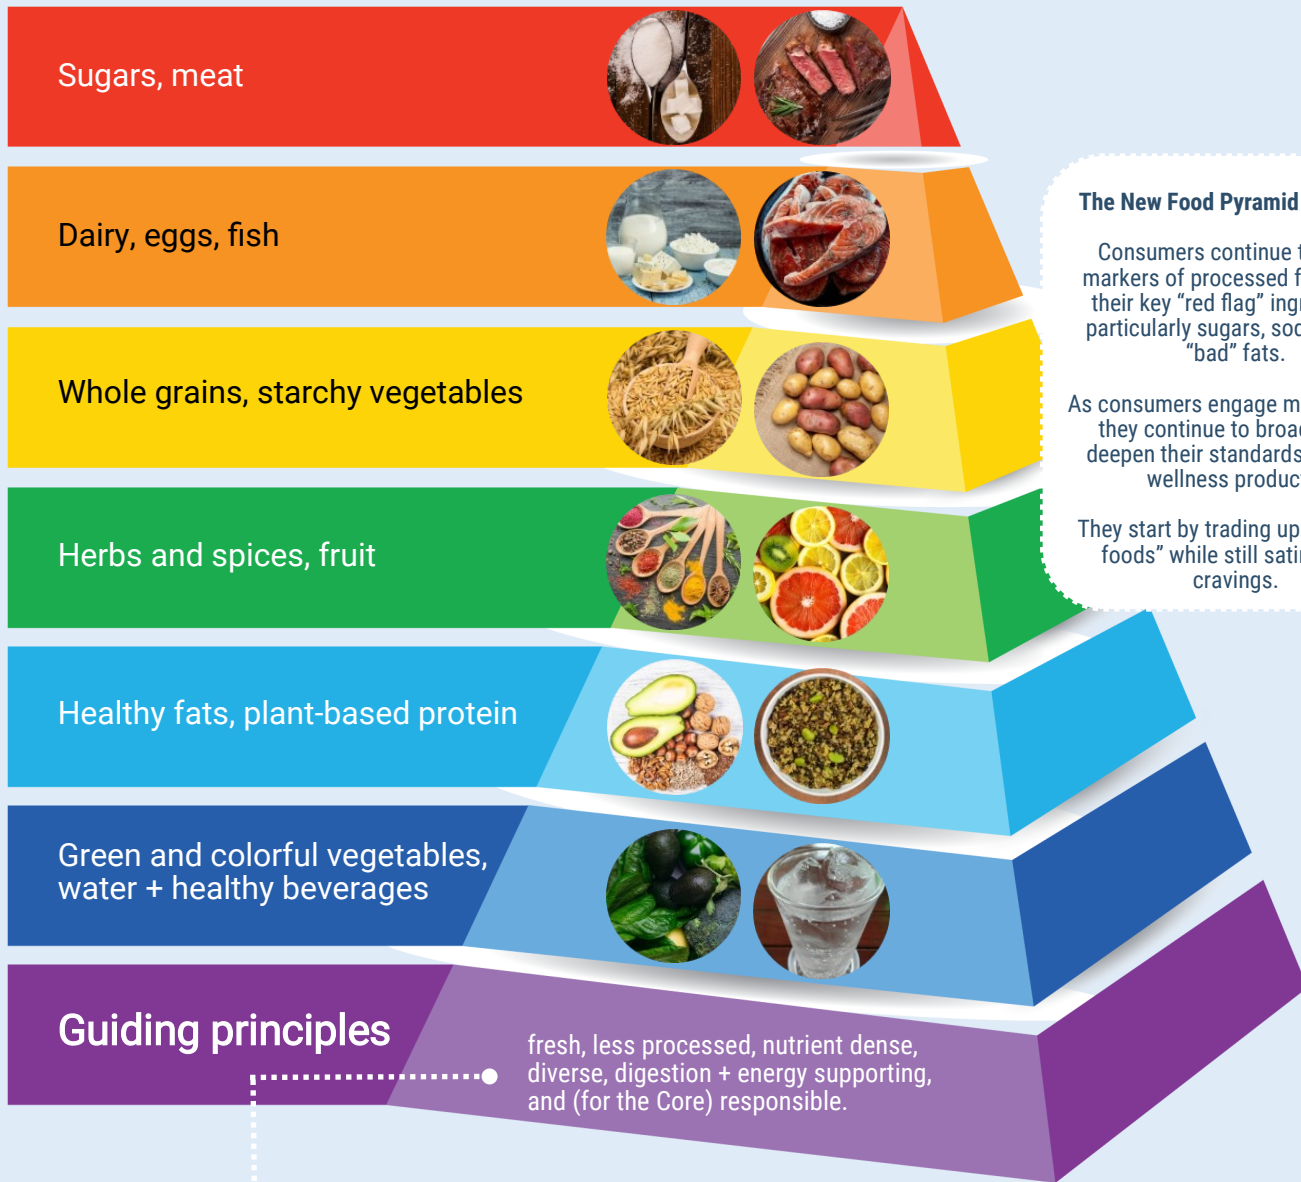 Sugars, meat
Dairy, eggs, fish
Whole grains, starchy vegetables
Herbs and spices, fruit
Healthy fats, plant-based protein
Green and colorful vegetables,
water + healthy beverages
Guiding principles
fresh, less processed, nutrient dense,
diverse, digestion + energy supporting,
and (for the Core) responsible.
The New Food Pyramid
Consumers continue
markers of processed
their key “red flag”
particularly sugars,
“bad” fats.
As consumers engage
they continue to
deepen their standards
wellness
They start by trading up
foods” while still
cravings.